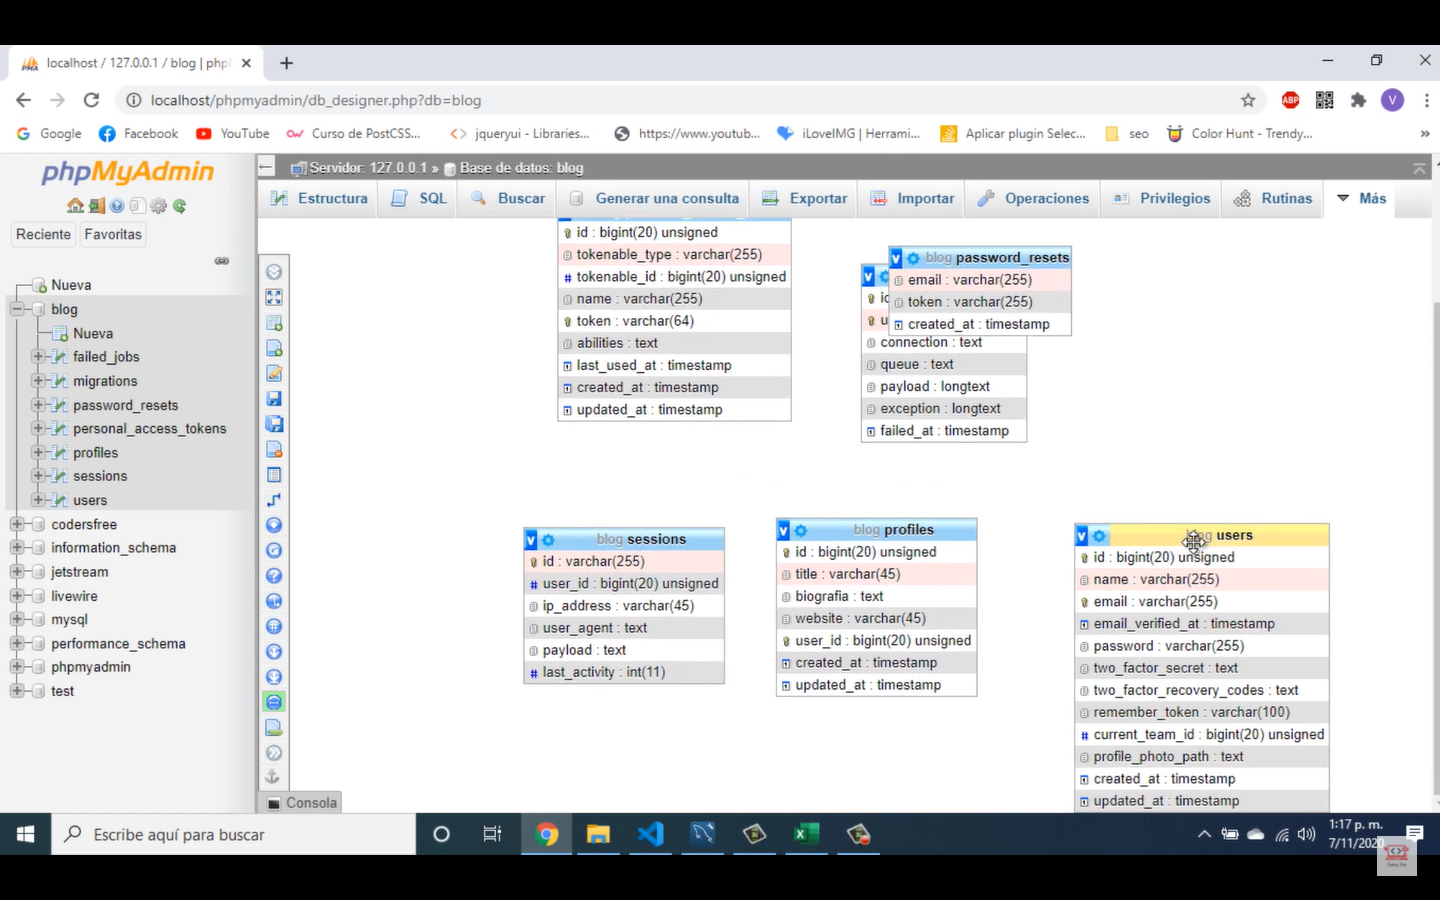 localhost / 127.0.0.1 / blog | php
localhost/phpmyadmin/db_designer.php?db=blog
ABP
V
Google
Facebook
YouTube
Curso de PostCSS...
jqueryui - Libraries...
https://www.youtub...
iLoveIMG | Herrami...
Aplicar plugin Selec...
seo
Color Hunt - Trendy...
phpMyAdmin
Reciente
Favoritas
Nueva
blog
Nueva
failed_jobs
migrations
password_resets
personal_access_tokens
profiles
sessions
users
codersfree
information_schema
jetstream
livewire
mysql
performance_schema
phpmyadmin
test
Servidor: 127.0.0.1 » Base de datos: blog
Estructura
SQL
Buscar
Generar una consulta
Exportar
Importar
Operaciones
Privilegios
Rutinas
Más
id : bigint(20) unsigned
tokenable_type : varchar(255)
tokenable_id : bigint(20) unsigned
name : varchar(255)
token : varchar(64)
abilities : text
last_used_at : timestamp
created_at : timestamp
updated_at : timestamp
blog password_resets
email : varchar(255)
token : varchar(255)
created_at : timestamp
connection : text
queue : text
payload : longtext
exception : longtext
failed_at : timestamp
blog sessions
id : varchar(255)
user_id : bigint(20) unsigned
ip_address : varchar(45)
user_agent : text
payload : text
last_activity : int(11)
blog profiles
id : bigint(20) unsigned
title : varchar(45)
biografia : text
website : varchar(45)
user_id : bigint(20) unsigned
created_at : timestamp
updated_at : timestamp
blog users
id : bigint(20) unsigned
name : varchar(255)
email : varchar(255)
email_verified_at : timestamp
password : varchar(255)
two_factor_secret : text
two_factor_recovery_codes : text
remember_token : varchar(100)
current_team_id : bigint(20) unsigned
profile_photo_path : text
created_at : timestamp
updated_at : timestamp
Consola
Escribe aquí para buscar
1:17 p. m.
7/11/2020